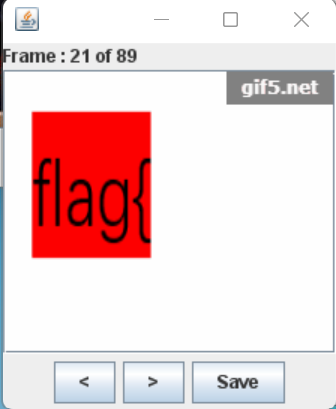 Frame : 21 of 89
gif5.net
flag{
<
>
Save